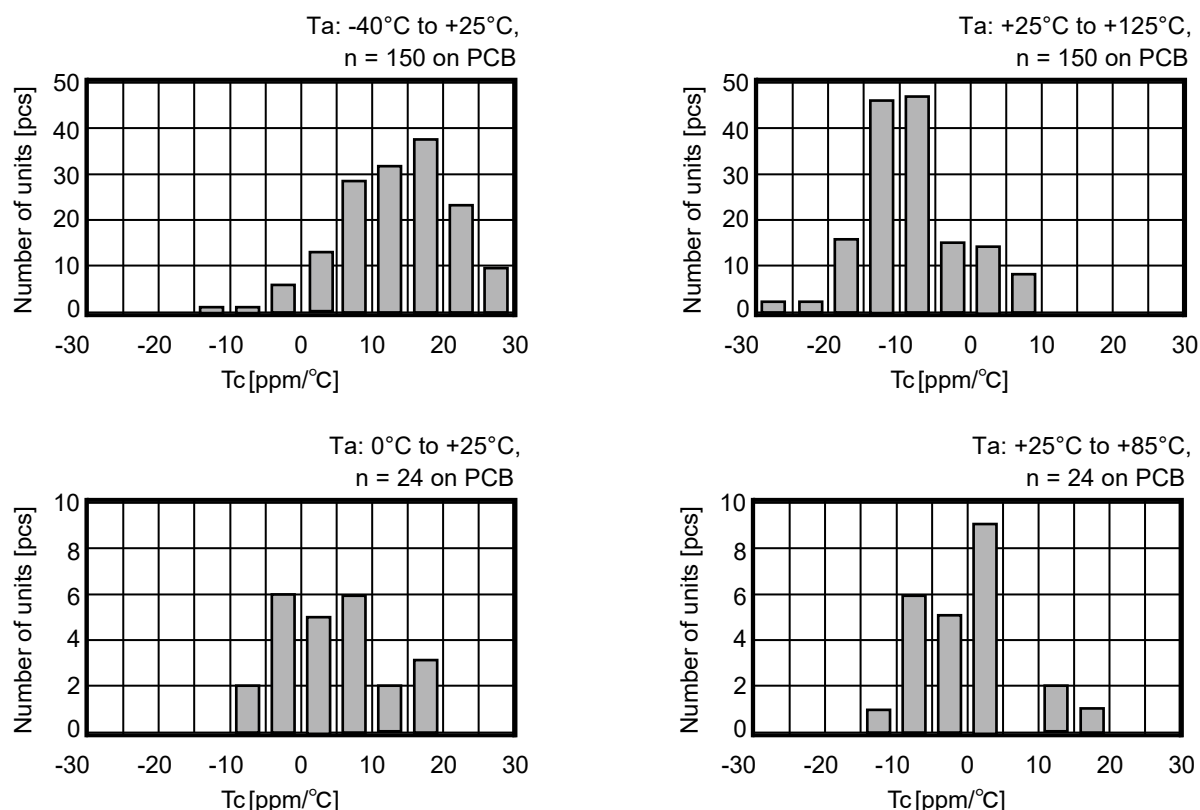 Ta: -40°C to +25°C,
n = 150 on PCB
Number of units [pcs]
50
40
30
20
10
0
-30 -20 -10 0 10 20 30
Tc [ppm/°C]
Ta: +25°C to +125°C,
n = 150 on PCB
Number of units [pcs]
50
40
30
20
10
0
-30 -20 -10 0 10 20 30
Tc [ppm/°C]
Ta: 0°C to +25°C,
n = 24 on PCB
Number of units [pcs]
10
8
6
4
2
0
-30 -20 -10 0 10 20 30
Tc [ppm/°C]
Ta: +25°C to +85°C,
n = 24 on PCB
Number of units [pcs]
10
8
6
4
2
0
-30 -20 -10 0 10 20 30
Tc [ppm/°C]